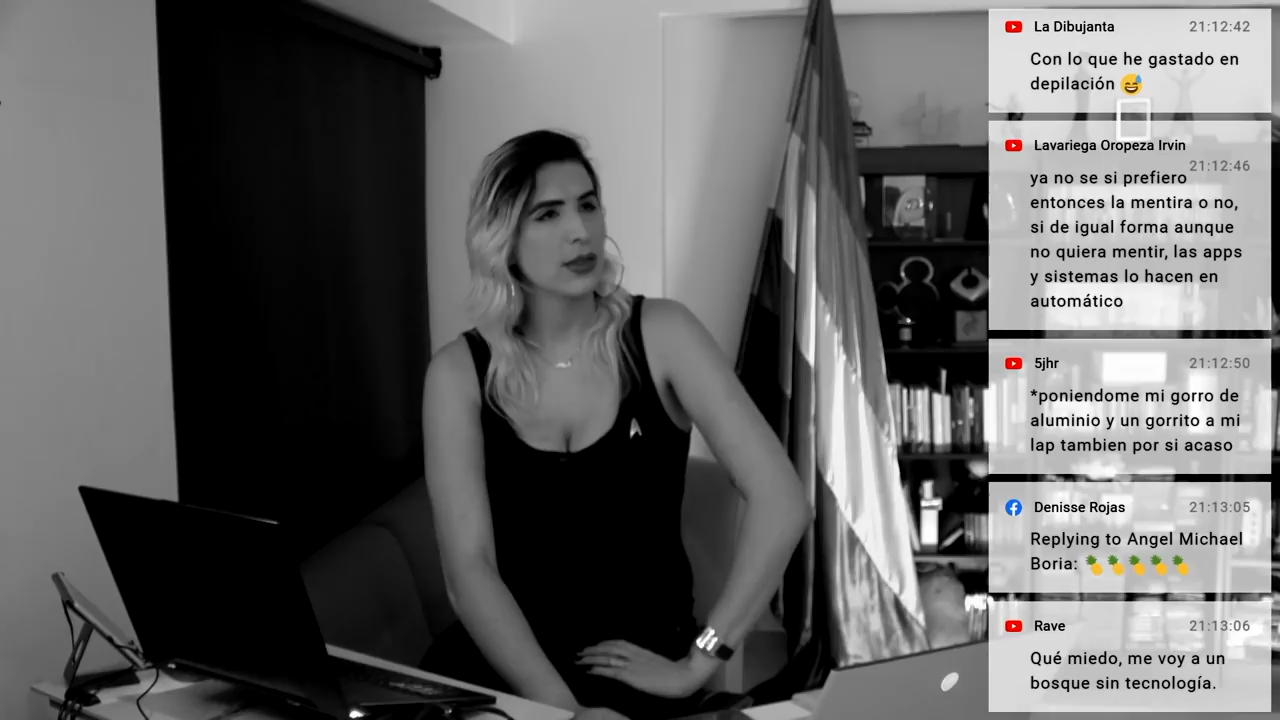 La Dibujanta 21:12:42
Con lo que he gastado en
depilación 😅
Lavariega Oropeza Irvin
21:12:46
ya no se si prefiero
entonces la mentira o no,
si de igual forma aunque
no quiera mentir, las apps
y sistemas lo hacen en
automático
5jhr 21:12:50
*poniendome mi gorro de
aluminio y un gorrito a mi
lap tambien por si acaso
Denisse Rojas 21:13:05
Replying to Angel Michael
Boria: 🍍🍍🍍🍍🍍
Rave 21:13:06
Qué miedo, me voy a un
bosque sin tecnología.